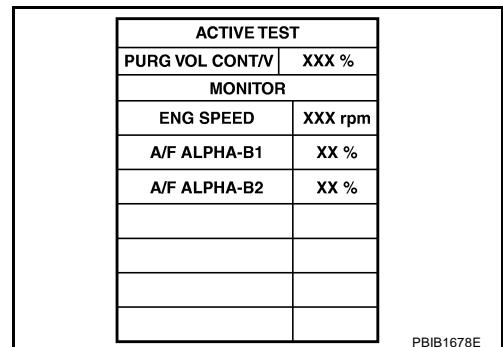 ACTIVE TEST
PURG VOL CONT/V XXX %
MONITOR
ENG SPEED XXX rpm
A/F ALPHA-B1 XX %
A/F ALPHA-B2 XX %
PBIB1678E